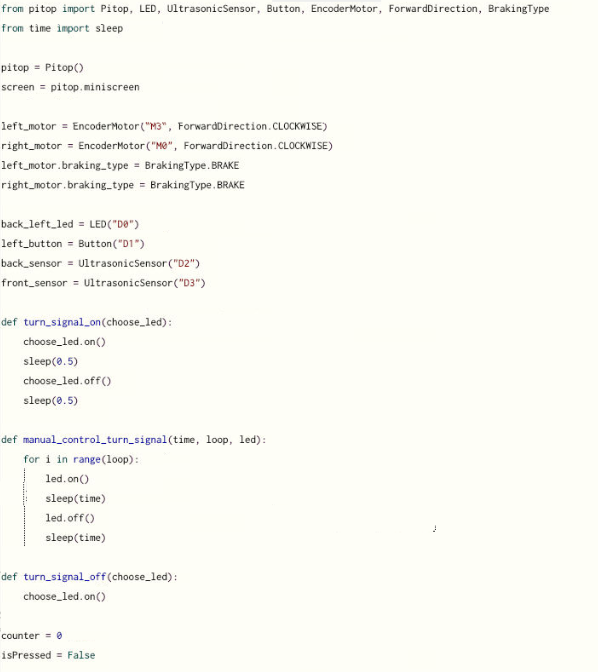 from pitop import Pitop, LED, UltrasonicSensor, Button, EncoderMotor, ForwardDirection, BrakingType
from time import sleep
pitop = Pitop()
screen = pitop.miniscreen
left_motor = EncoderMotor("M3", ForwardDirection.CLOCKWISE)
right_motor = EncoderMotor("M0", ForwardDirection.CLOCKWISE)
left_motor.braking_type = BrakingType.BRAKE
right_motor.braking_type = BrakingType.BRAKE
back_left_led = LED("D0")
left_button = Button("D1")
back_sensor = UltrasonicSensor("D2")
front_sensor = UltrasonicSensor("D3")
def turn_signal_on(choose_led):
    choose_led.on()
    sleep(0.5)
    choose_led.off()
    sleep(0.5)
def manual_control_turn_signal(time, loop, led):
    for i in range(loop):
        led.on()
        sleep(time)
        led.off()
        sleep(time)
def turn_signal_off(choose_led):
    choose_led.on()
counter = 0
isPressed = False